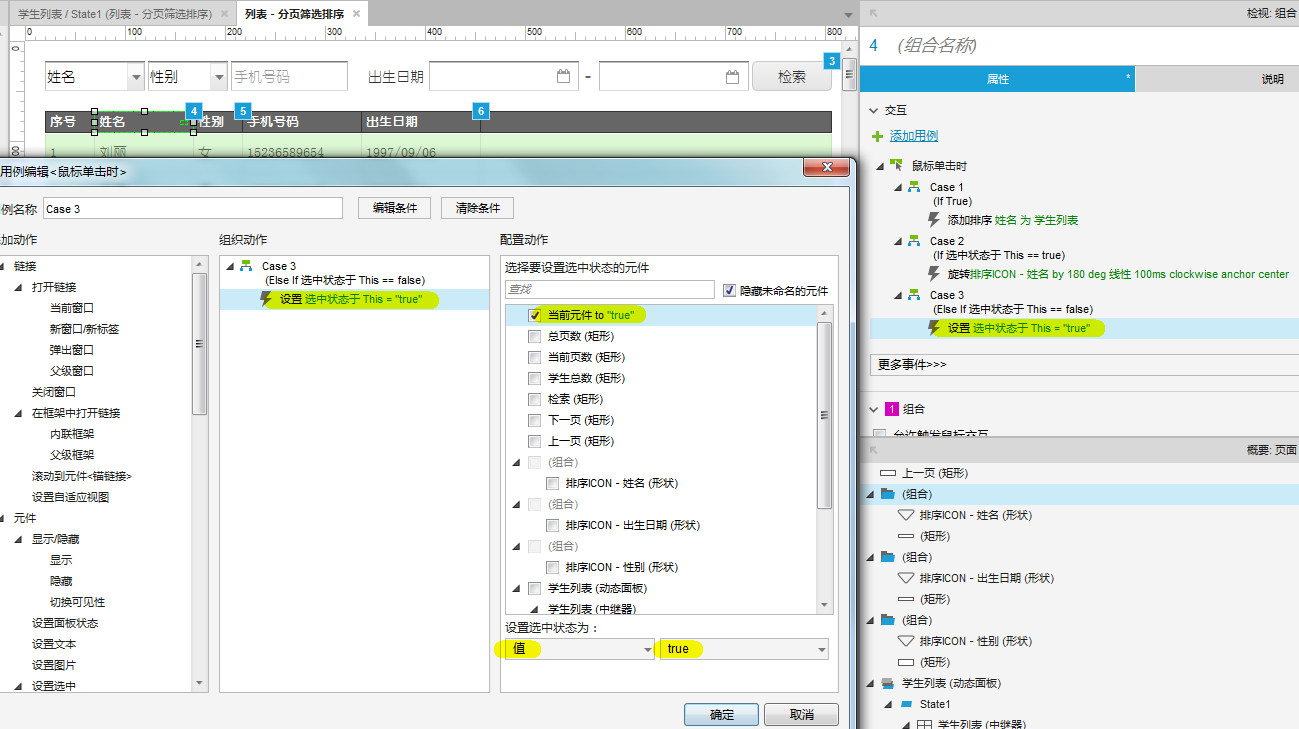 学生列表 / State1 (列表 - 分页筛选排序)
列表 - 分页筛选排序
0 100 200 300 400 500 600 700 800
0
姓名 性别 手机号码 出生日期 - 检索 3
4 5 6
序号 姓名 性别 手机号码 出生日期
1 刘丽 女 15236589654 1997/09/06
100
用例编辑<鼠标单击时>
例名称 Case 3 编辑条件 清除条件
加动作
链接
打开链接
当前窗口
新窗口/新标签
弹出窗口
父级窗口
关闭窗口
在框架中打开链接
内联框架
父级框架
滚动到元件<锚链接>
设置自适应视图
元件
显示/隐藏
显示
隐藏
切换可见性
设置面板状态
设置文本
设置图片
设置选中
组织动作
Case 3
(Else If 选中状态于 This == false)
设置 选中状态于 This = "true"
配置动作
选择要设置选中状态的元件
查找 隐藏未命名的元件
当前元件 to "true"
总页数 (矩形)
当前页数 (矩形)
学生总数 (矩形)
检索 (矩形)
下一页 (矩形)
上一页 (矩形)
(组合)
排序ICON - 姓名 (形状)
(组合)
排序ICON - 出生日期 (形状)
(组合)
排序ICON - 性别 (形状)
学生列表 (动态面板)
学生列表 (中继器)
设置选中状态为：
值 true
确定 取消
检视: 组合
4 (组合名称)
属性 * 说明
交互
添加用例
鼠标单击时
Case 1
(If True)
添加排序 姓名 为 学生列表
Case 2
(If 选中状态于 This == true)
旋转排序ICON - 姓名 by 180 deg 线性 100ms clockwise anchor center
Case 3
(Else If 选中状态于 This == false)
设置 选中状态于 This = "true"
更多事件>>>
1 组合
允许触发鼠标交互
概要: 页面
上一页 (矩形)
(组合)
排序ICON - 姓名 (形状)
(矩形)
(组合)
排序ICON - 出生日期 (形状)
(矩形)
(组合)
排序ICON - 性别 (形状)
(矩形)
学生列表 (动态面板)
State1
学生列表 (中继器)